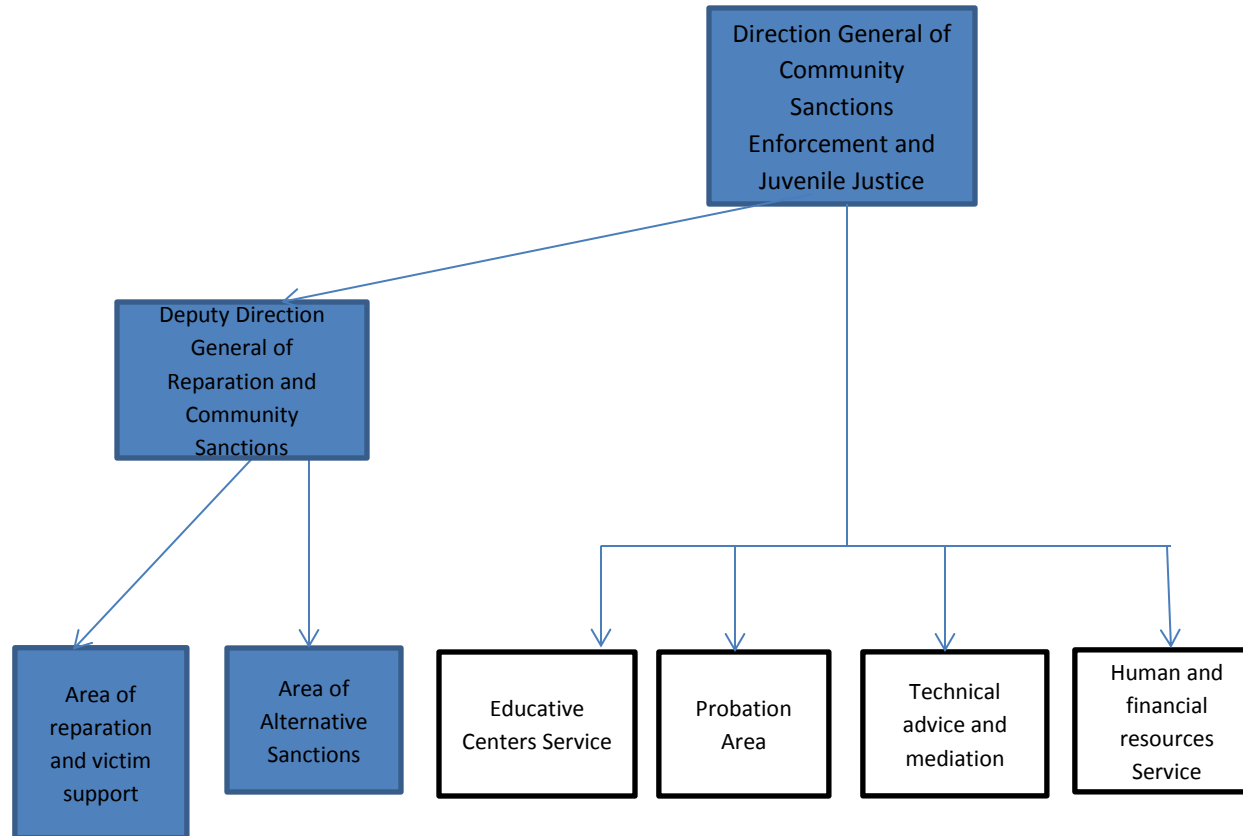 Direction General of
Community
Sanctions
Enforcement and
Juvenile Justice
Deputy Direction
General of
Reparation and
Community
Sanctions
Area of
reparation
and victim
support
Area of
Alternative
Sanctions
Educative
Centers Service
Probation
Area
Technical
advice and
mediation
Human and
financial
resources
Service